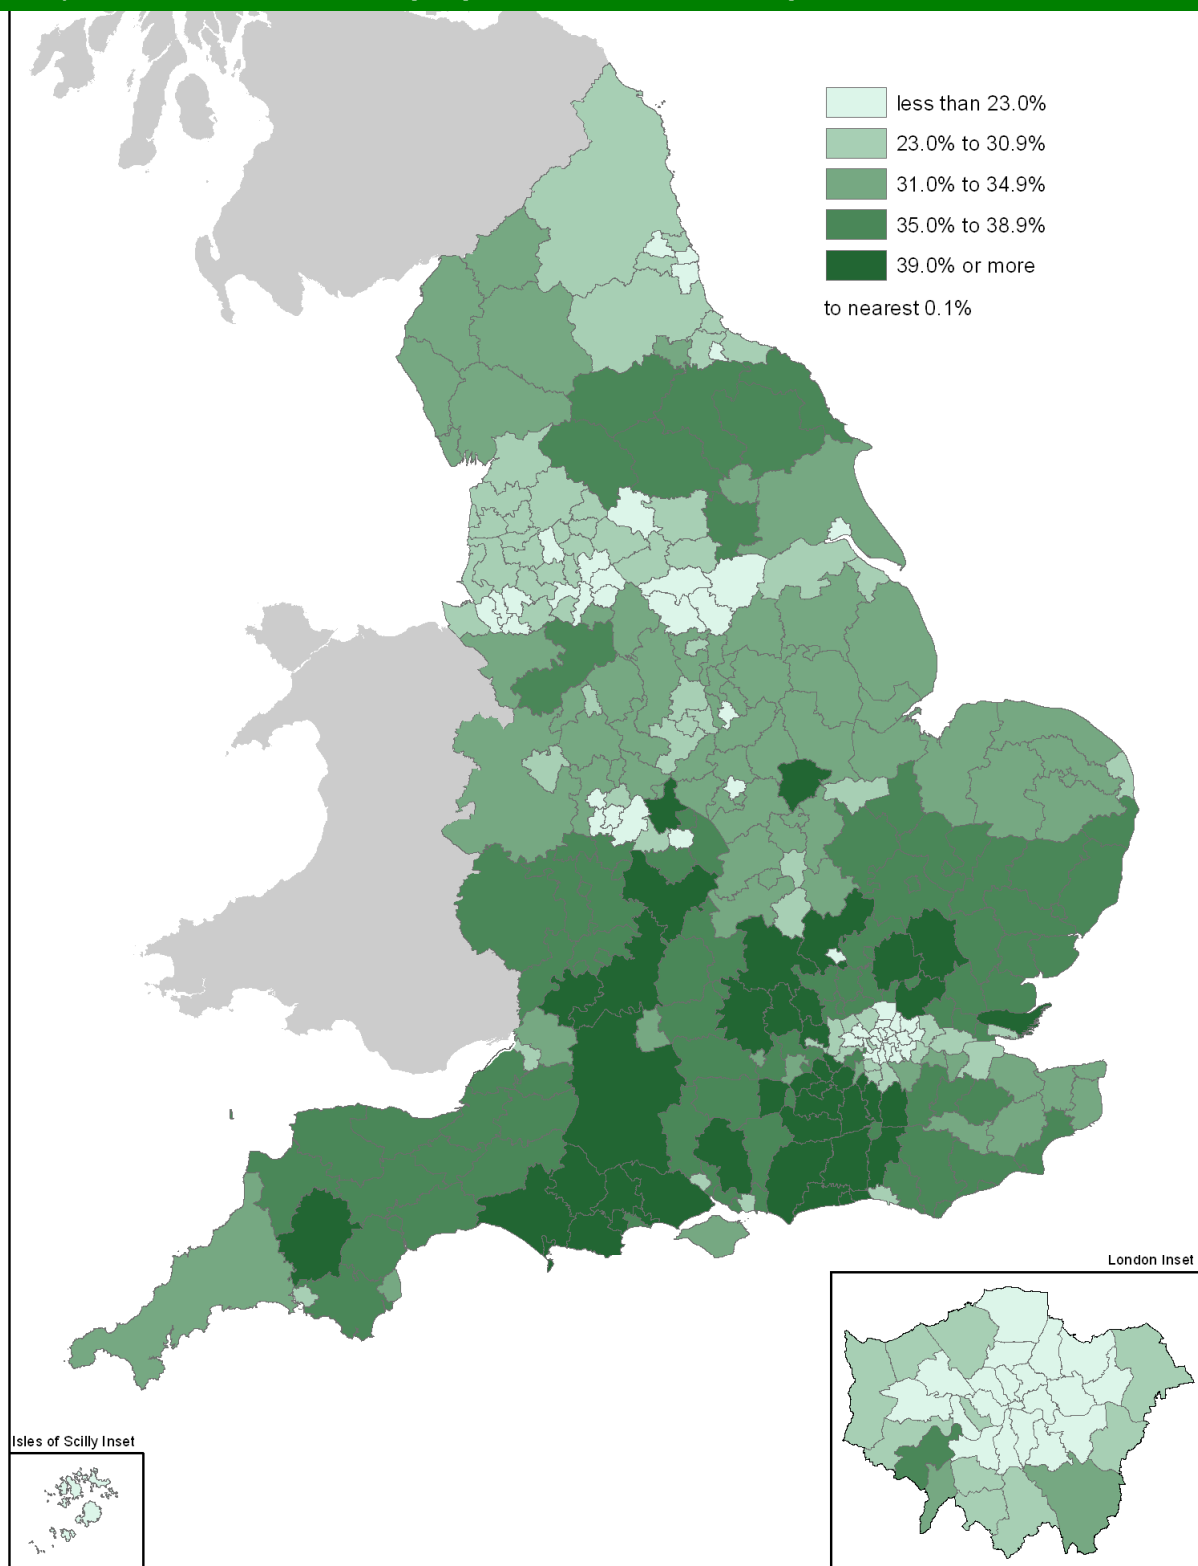 less than 23.0%
23.0% to 30.9%
31.0% to 34.9%
35.0% to 38.9%
39.0% or more
to nearest 0.1%
London Inset
Isles of Scilly Inset